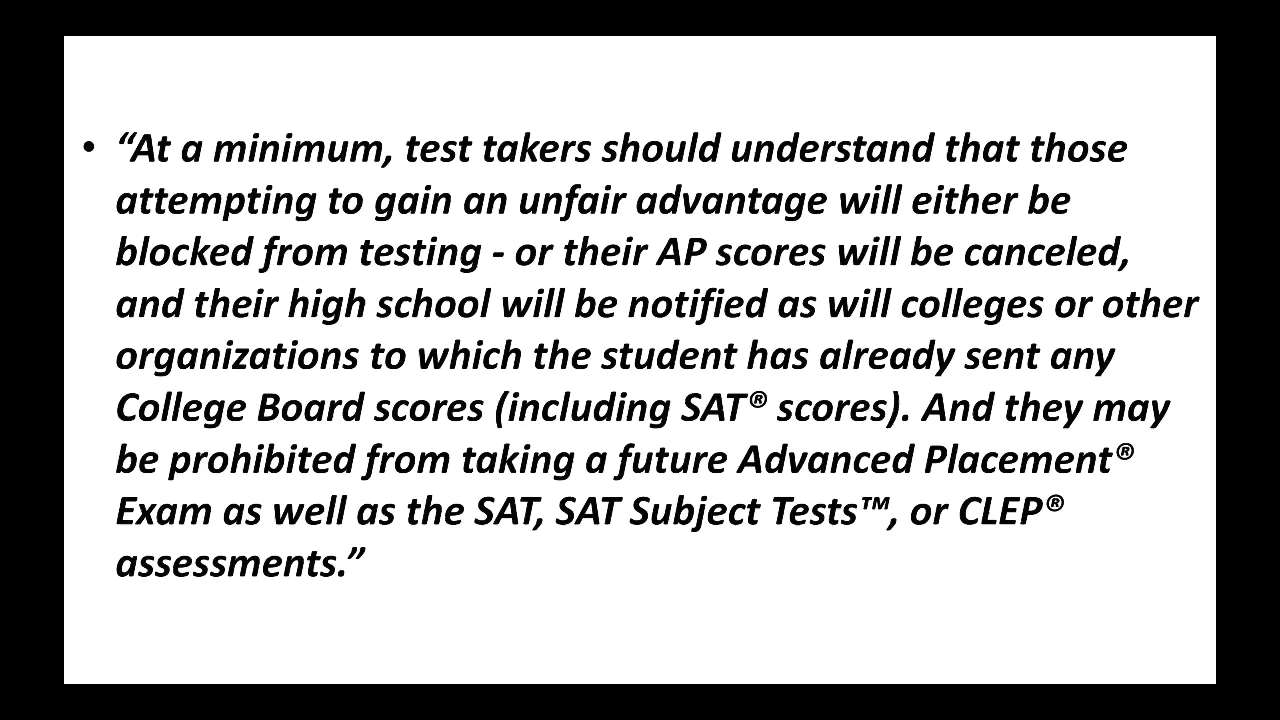 • “At a minimum, test takers should understand that those
attempting to gain an unfair advantage will either be
blocked from testing - or their AP scores will be canceled,
and their high school will be notified as will colleges or other
organizations to which the student has already sent any
College Board scores (including SAT® scores). And they may
be prohibited from taking a future Advanced Placement®
Exam as well as the SAT, SAT Subject Tests™, or CLEP®
assessments.”